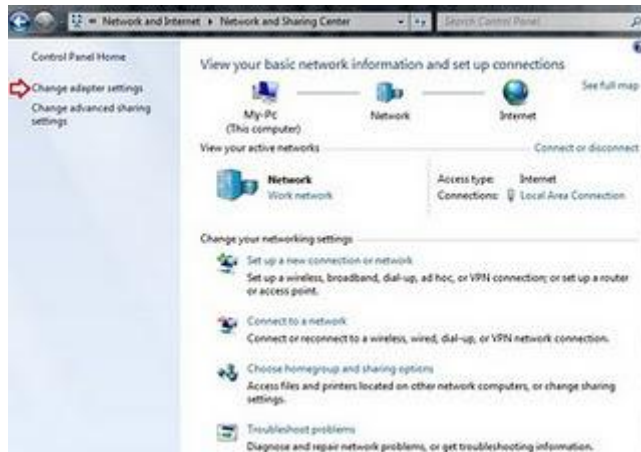 Network and Internet ▸ Network and Sharing Center
Search Control Panel
Control Panel Home
Change adapter settings
Change advanced sharing
settings
View your basic network information and set up connections
See full map
My-Pc
(This computer)
Network
Internet
View your active networks
Connect or disconnect
Network
Work network
Access type: Internet
Connections: Local Area Connection
Change your networking settings
Set up a new connection or network
Set up a wireless, broadband, dial-up, ad hoc, or VPN connection; or set up a router
or access point.
Connect to a network
Connect or reconnect to a wireless, wired, dial-up, or VPN network connection.
Choose homegroup and sharing options
Access files and printers located on other network computers, or change sharing
settings.
Troubleshoot problems
Diagnose and repair network problems, or get troubleshooting information.